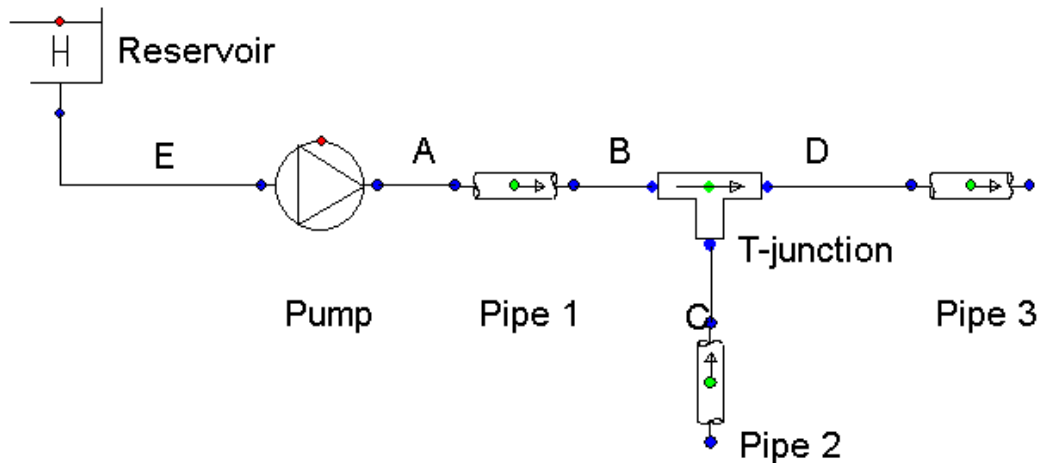 H
Reservoir
E
A
B
D
T-junction
Pump
Pipe 1
C
Pipe 3
Pipe 2